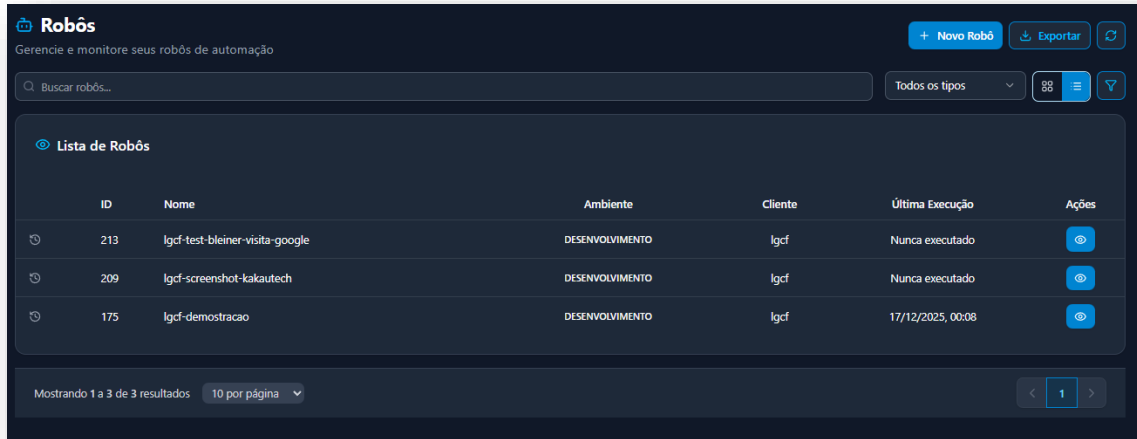 Robôs
Gerencie e monitore seus robôs de automação
+ Novo Robô
Exportar
Buscar robôs...
Todos os tipos
Lista de Robôs
ID Nome Ambiente Cliente Última Execução Ações
213 lgcf-test-bleiner-visita-google DESENVOLVIMENTO lgcf Nunca executado
209 lgcf-screenshot-kakautech DESENVOLVIMENTO lgcf Nunca executado
175 lgcf-demostracao DESENVOLVIMENTO lgcf 17/12/2025, 00:08
Mostrando 1 a 3 de 3 resultados 10 por página
1